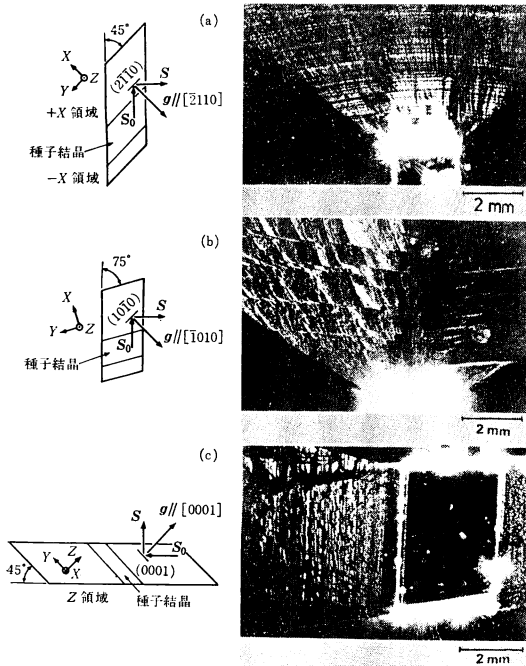 (a)
45°
X
Z
Y
(2̄1̄1̄0)
S
g//[2̄110]
S₀
+X 領域
種子結晶
−X 領域
2 mm
(b)
75°
X
Y
Z
(101̄0)
S
S₀
g//[1̄010]
種子結晶
2 mm
(c)
g//[0001]
S
S₀
Y
Z
X
45°
(0001)
Z 領域
種子結晶
2 mm